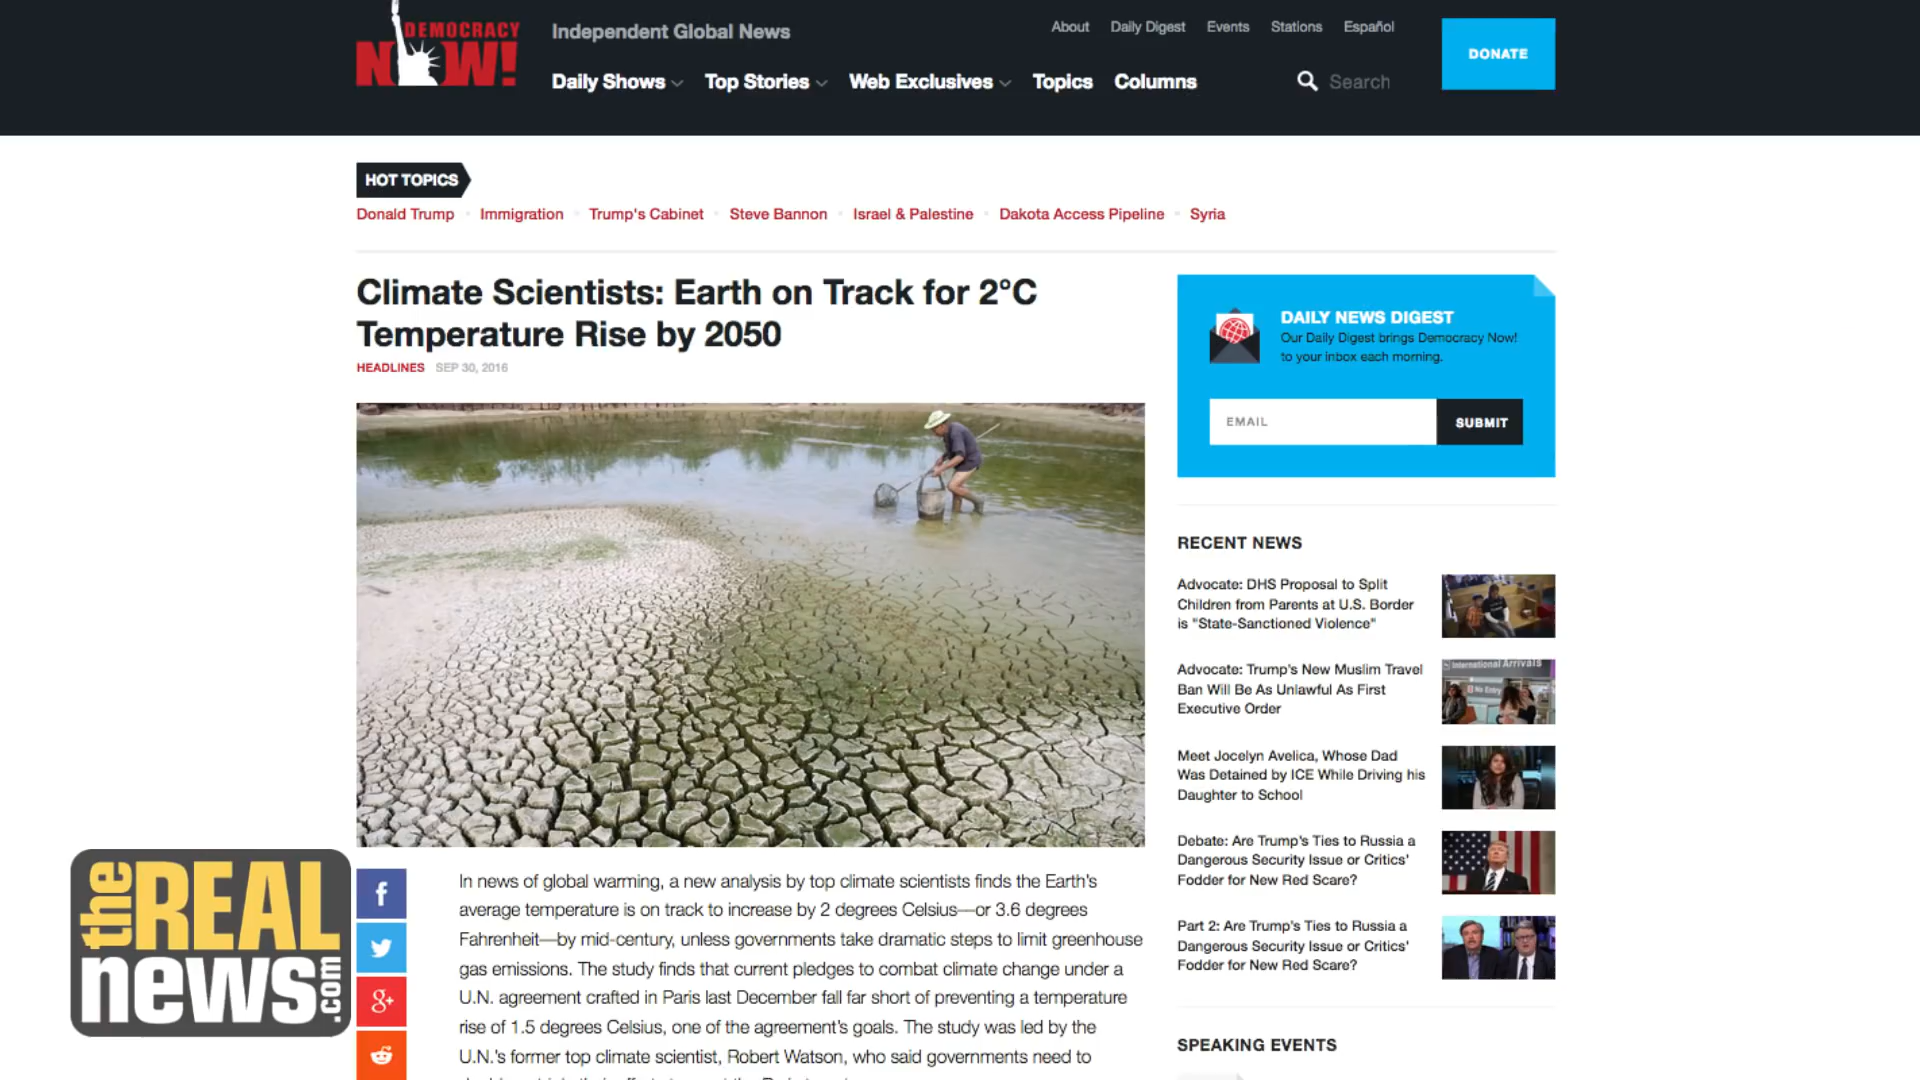 DEMOCRACY
NOW!
Independent Global News
About Daily Digest Events Stations Español
DONATE
Daily Shows Top Stories Web Exclusives Topics Columns
Search
HOT TOPICS
Donald Trump Immigration Trump's Cabinet Steve Bannon Israel & Palestine Dakota Access Pipeline Syria
Climate Scientists: Earth on Track for 2°C
Temperature Rise by 2050
HEADLINES SEP 30, 2016
DAILY NEWS DIGEST
Our Daily Digest brings Democracy Now!
to your inbox each morning.
EMAIL
SUBMIT
RECENT NEWS
Advocate: DHS Proposal to Split
Children from Parents at U.S. Border
is "State-Sanctioned Violence"
International Arrivals
No Entry
Advocate: Trump's New Muslim Travel
Ban Will Be As Unlawful As First
Executive Order
Meet Jocelyn Avelica, Whose Dad
Was Detained by ICE While Driving his
Daughter to School
Debate: Are Trump's Ties to Russia a
Dangerous Security Issue or Critics'
Fodder for New Red Scare?
Part 2: Are Trump's Ties to Russia a
Dangerous Security Issue or Critics'
Fodder for New Red Scare?
SPEAKING EVENTS
In news of global warming, a new analysis by top climate scientists finds the Earth's
average temperature is on track to increase by 2 degrees Celsius—or 3.6 degrees
Fahrenheit—by mid-century, unless governments take dramatic steps to limit greenhouse
gas emissions. The study finds that current pledges to combat climate change under a
U.N. agreement crafted in Paris last December fall far short of preventing a temperature
rise of 1.5 degrees Celsius, one of the agreement's goals. The study was led by the
U.N.'s former top climate scientist, Robert Watson, who said governments need to
f
g+
the REAL
news.com